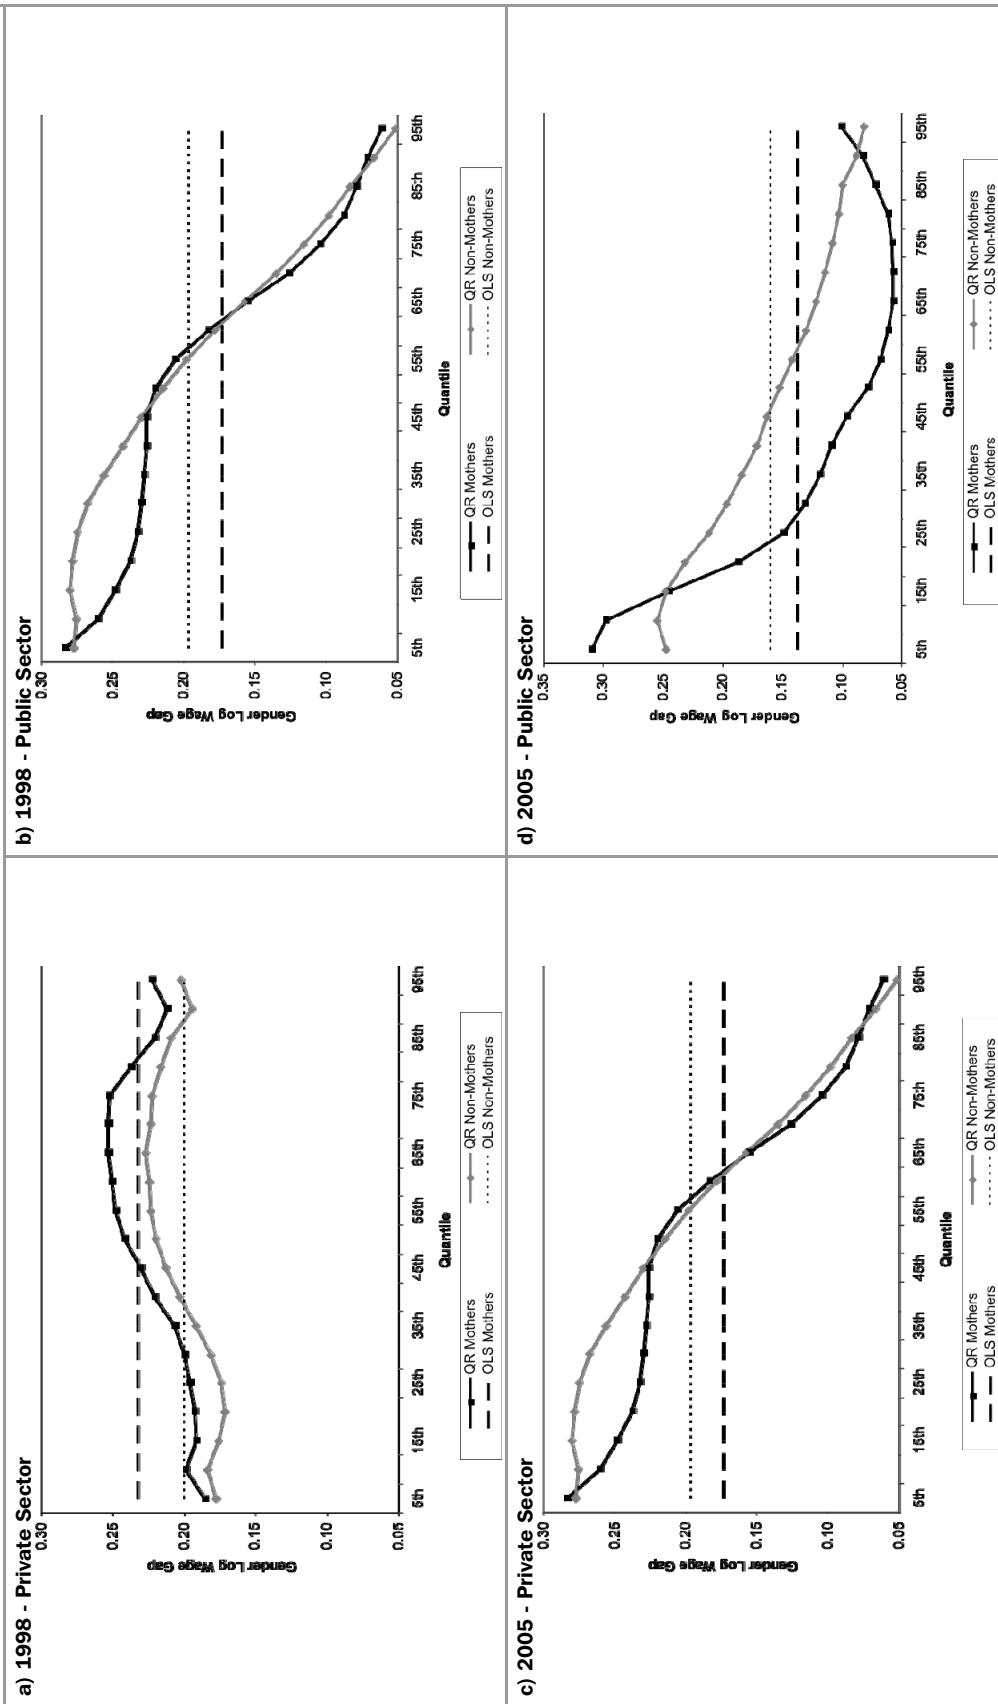 a) 1998 - Private Sector
Gender Log Wage Gap
0.30
0.25
0.20
0.15
0.10
0.05
5th 15th 25th 35th 45th 55th 65th 75th 85th 95th
Quantile
QR Mothers QR Non-Mothers
OLS Mothers OLS Non-Mothers
b) 1998 - Public Sector
Gender Log Wage Gap
0.30
0.25
0.20
0.15
0.10
0.05
5th 15th 25th 35th 45th 55th 65th 75th 85th 95th
Quantile
QR Mothers QR Non-Mothers
OLS Mothers OLS Non-Mothers
c) 2005 - Private Sector
Gender Log Wage Gap
0.30
0.25
0.20
0.15
0.10
0.05
5th 15th 25th 35th 45th 55th 65th 75th 85th 95th
Quantile
QR Mothers QR Non-Mothers
OLS Mothers OLS Non-Mothers
d) 2005 - Public Sector
Gender Log Wage Gap
0.35
0.30
0.25
0.20
0.15
0.10
0.05
5th 15th 25th 35th 45th 55th 65th 75th 85th 95th
Quantile
QR Mothers QR Non-Mothers
OLS Mothers OLS Non-Mothers